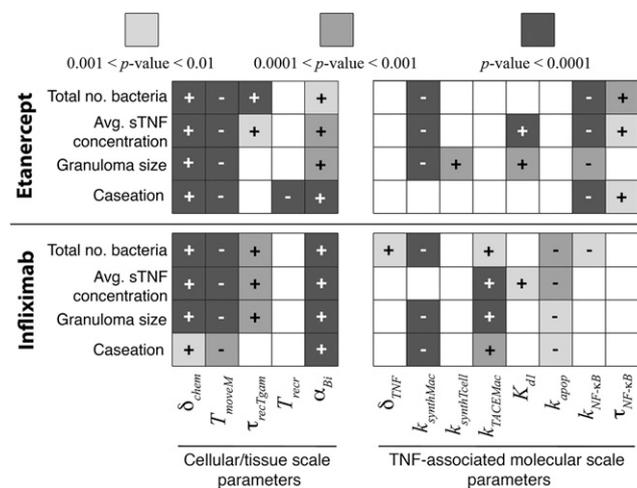 0.001 < p-value < 0.01 0.0001 < p-value < 0.001 p-value < 0.0001
Etanercept
Total no. bacteria + - + + - - +
Avg. sTNF
concentration + - + + - + - +
Granuloma size + - + - + + -
Caseation + - - + - +
Infliximab
Total no. bacteria + - + + + - + - -
Avg. sTNF
concentration + - + + + + -
Granuloma size + - + + - + -
Caseation + - + - + -
δchem TmoveM τrecTgam Trecr αBi δTNF ksynthMac ksynthTcell kTACEMac Kd1 kapop kNF-κB τNF-κB
Cellular/tissue scale
parameters
TNF-associated molecular scale
parameters